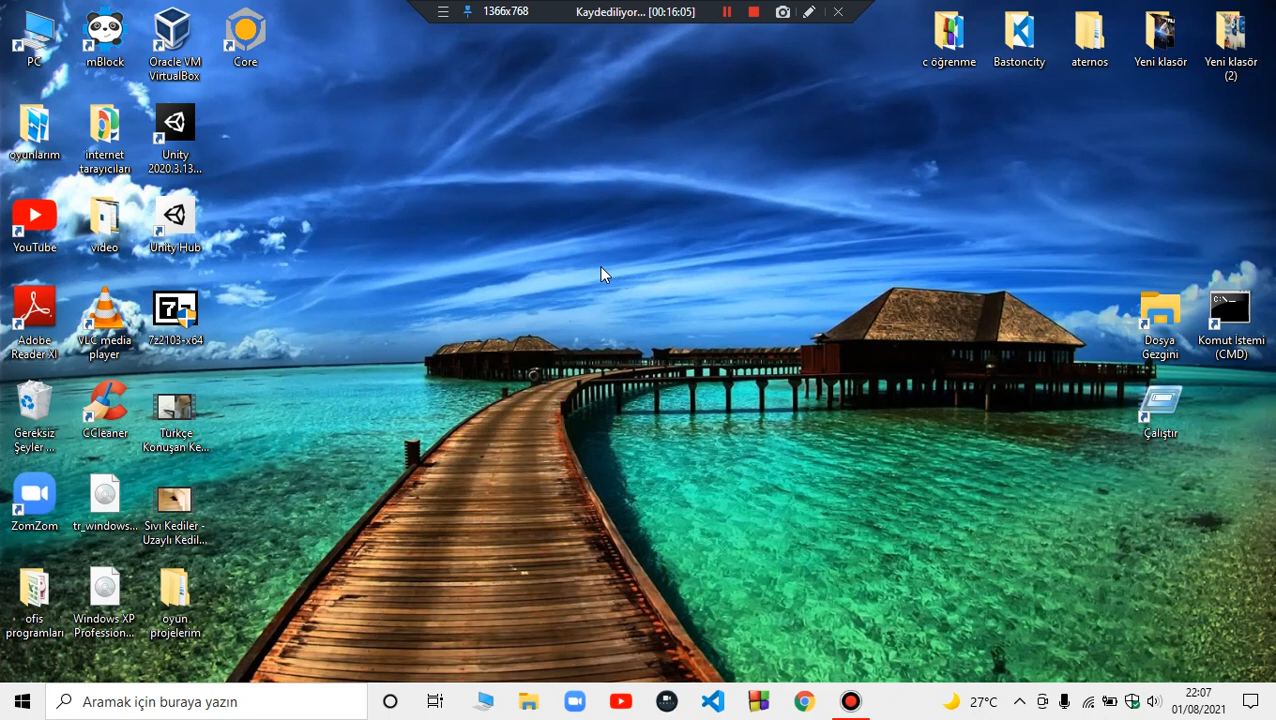 1366x768
Kaydediliyor... [00:16:05]
PC
mBlock
Oracle VM
VirtualBox
Core
c öğrenme
Bastoncity
aternos
Yeni klasör
Yeni klasör
(2)
oyunlarım
internet
tarayıcıları
Unity
2020.3.13...
YouTube
video
Unity Hub
Adobe
Reader XI
VLC media
player
7z2103-x64
Dosya
Gezgini
Komut İstemi
(CMD)
Gereksiz
Şeyler ...
CCleaner
Türkçe
Konuşan Ke...
Çalıştır
ZomZom
tr_windows...
Sıvı Kediler -
Uzaylı Kedil...
ofis
programları
Windows XP
Profession...
oyun
projelerim
Aramak için buraya yazın
27°C
22:07
01/08/2021